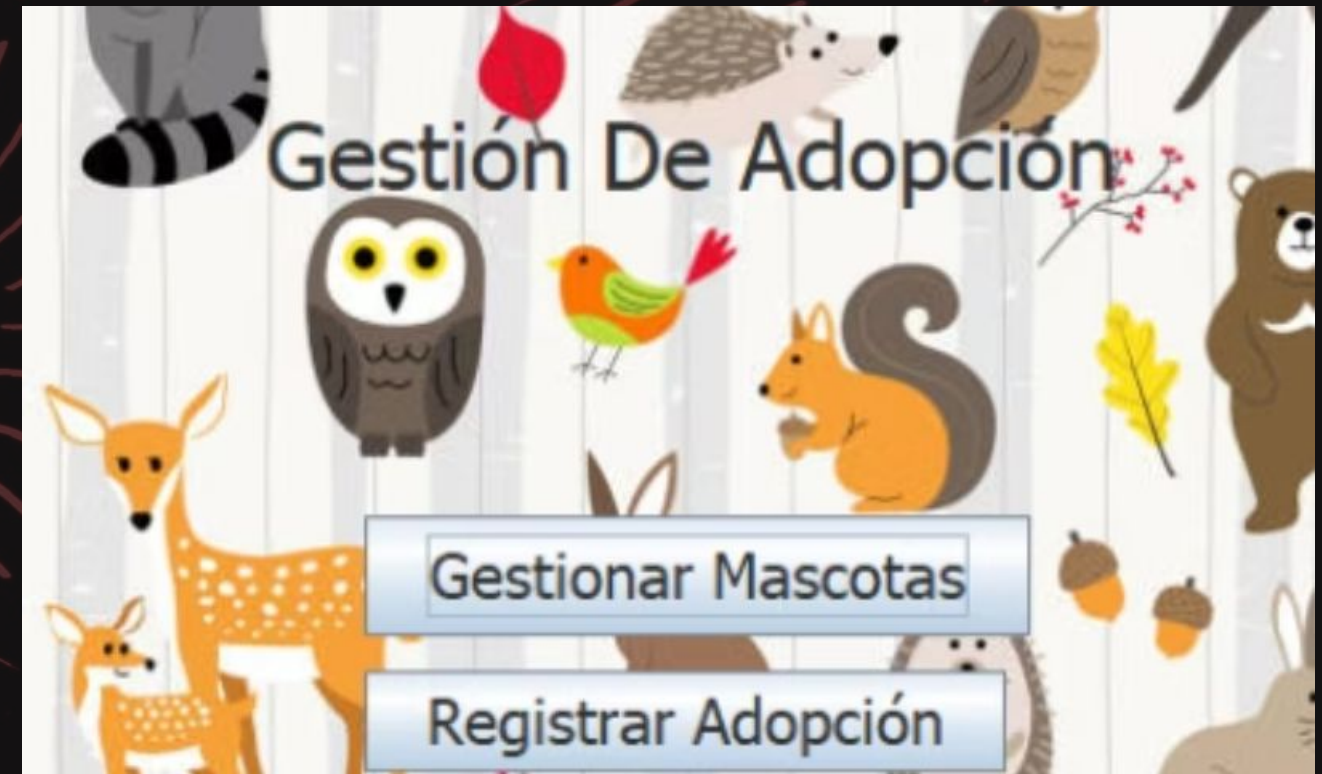 Gestión De Adopción
Gestionar Mascotas
Registrar Adopción